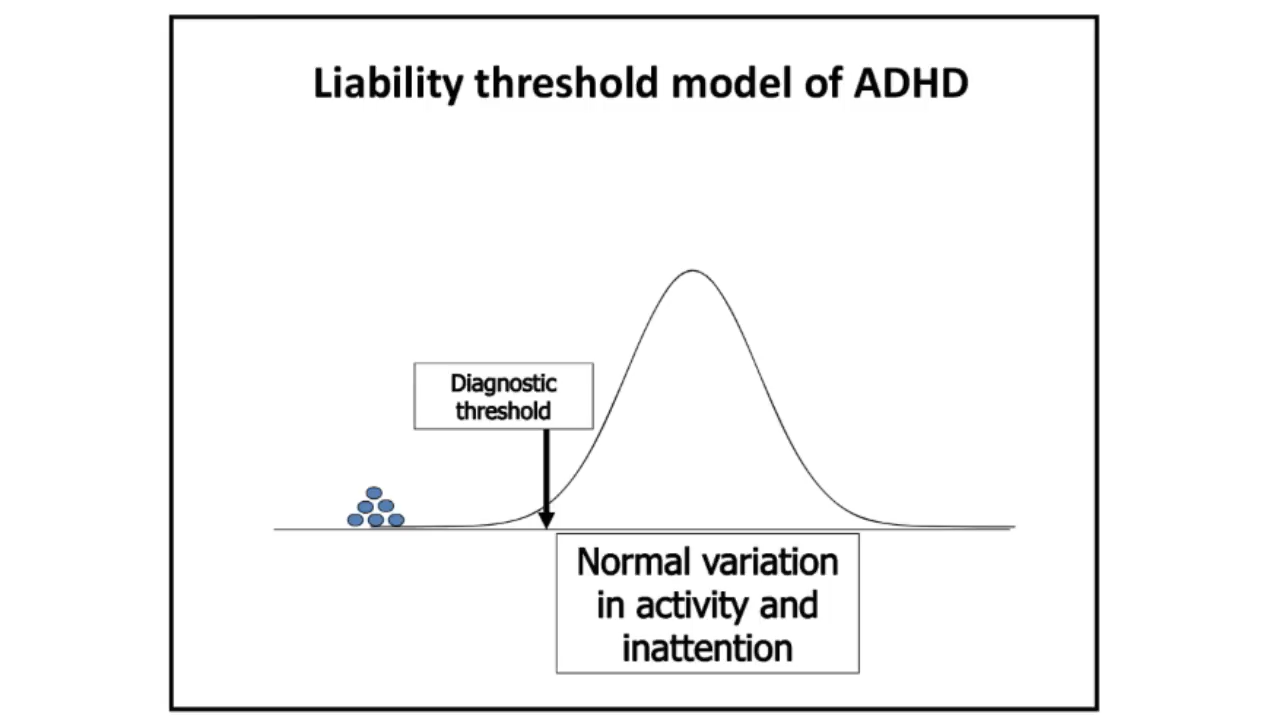 Liability threshold model of ADHD
Diagnostic
threshold
Normal variation
in activity and
inattention